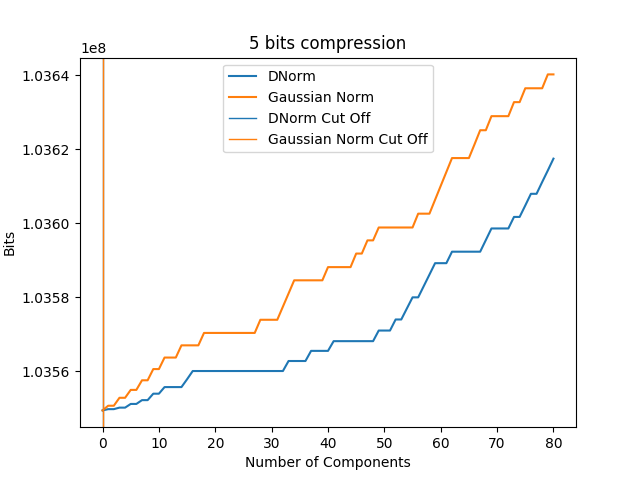 5 bits compression
1e8
1.0364
1.0362
1.0360
1.0358
1.0356
Bits
DNorm
Gaussian Norm
DNorm Cut Off
Gaussian Norm Cut Off
0 10 20 30 40 50 60 70 80
Number of Components